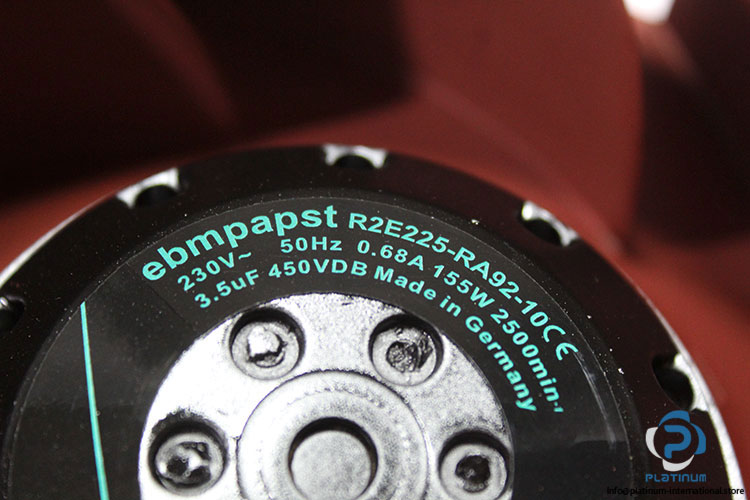 ebmpapst R2E225-RA92-10 CE
230V~ 50Hz 0.68A 155W 2500min-¹
3.5uF 450VDB Made in Germany
PLATINUM
info@platinum-international.store